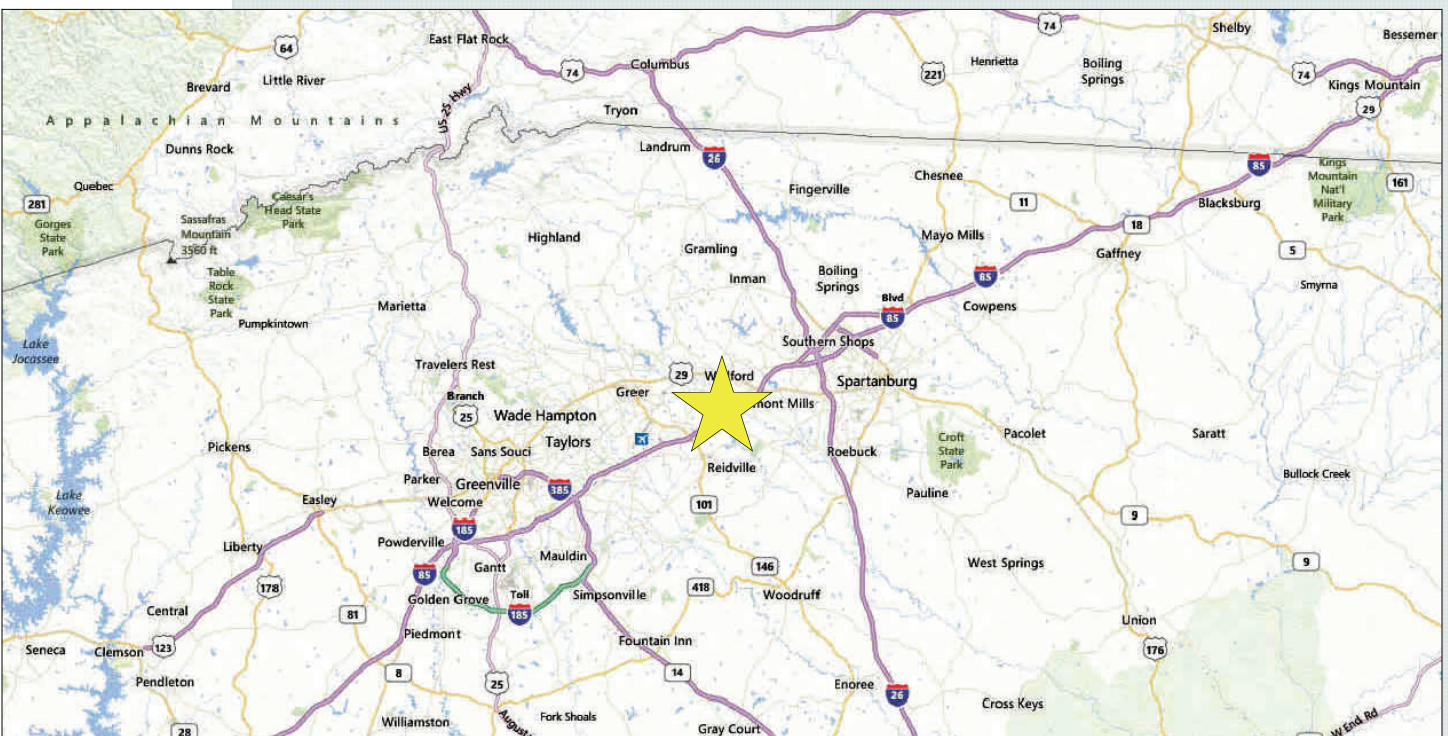 East Flat Rock
74
Shelby
Bessemer
64
Columbus
Henrietta
Boiling
Springs
74
221
74
Little River
Brevard
Kings Mountain
US-25 Hwy
Tryon
29
Appalachian Mountains
Dunns Rock
Landrum
26
85
Kings
Mountain
Nat'l
Military
Park
Quebec
Chesnee
161
Fingerville
281
Caesar's
Head State
Park
11
Blacksburg
Gorges
State
Park
Sassafras
Mountain
3560 ft
Highland
Mayo Mills
18
Gramling
Gaffney
5
Table
Rock
State
Park
Inman
Boiling
Springs
85
Smyrna
Marietta
Blvd
85
Cowpens
Pumpkintown
Lake
Jocassee
Southern Shops
Travelers Rest
29
Spartanburg
Branch
25
Greer
mont Mills
Wade Hampton
Taylors
Croft
State
Park
Pacolet
Saratt
Pickens
Berea
Sans Souci
Roebuck
Reidville
Bullock Creek
Parker
Greenville
385
Pauline
Lake
Keowee
Easley
Welcome
101
9
185
Powderville
Liberty
Mauldin
Gantt
146
West Springs
9
85
178
Toll
185
418
Golden Grove
Simpsonville
Woodruff
Central
81
Union
Piedmont
Fountain Inn
123
176
Seneca
Clemson
8
14
Pendleton
25
Enoree
26
Cross Keys
28
Williamston
August
Fork Shoals
Gray Court
W End Rd